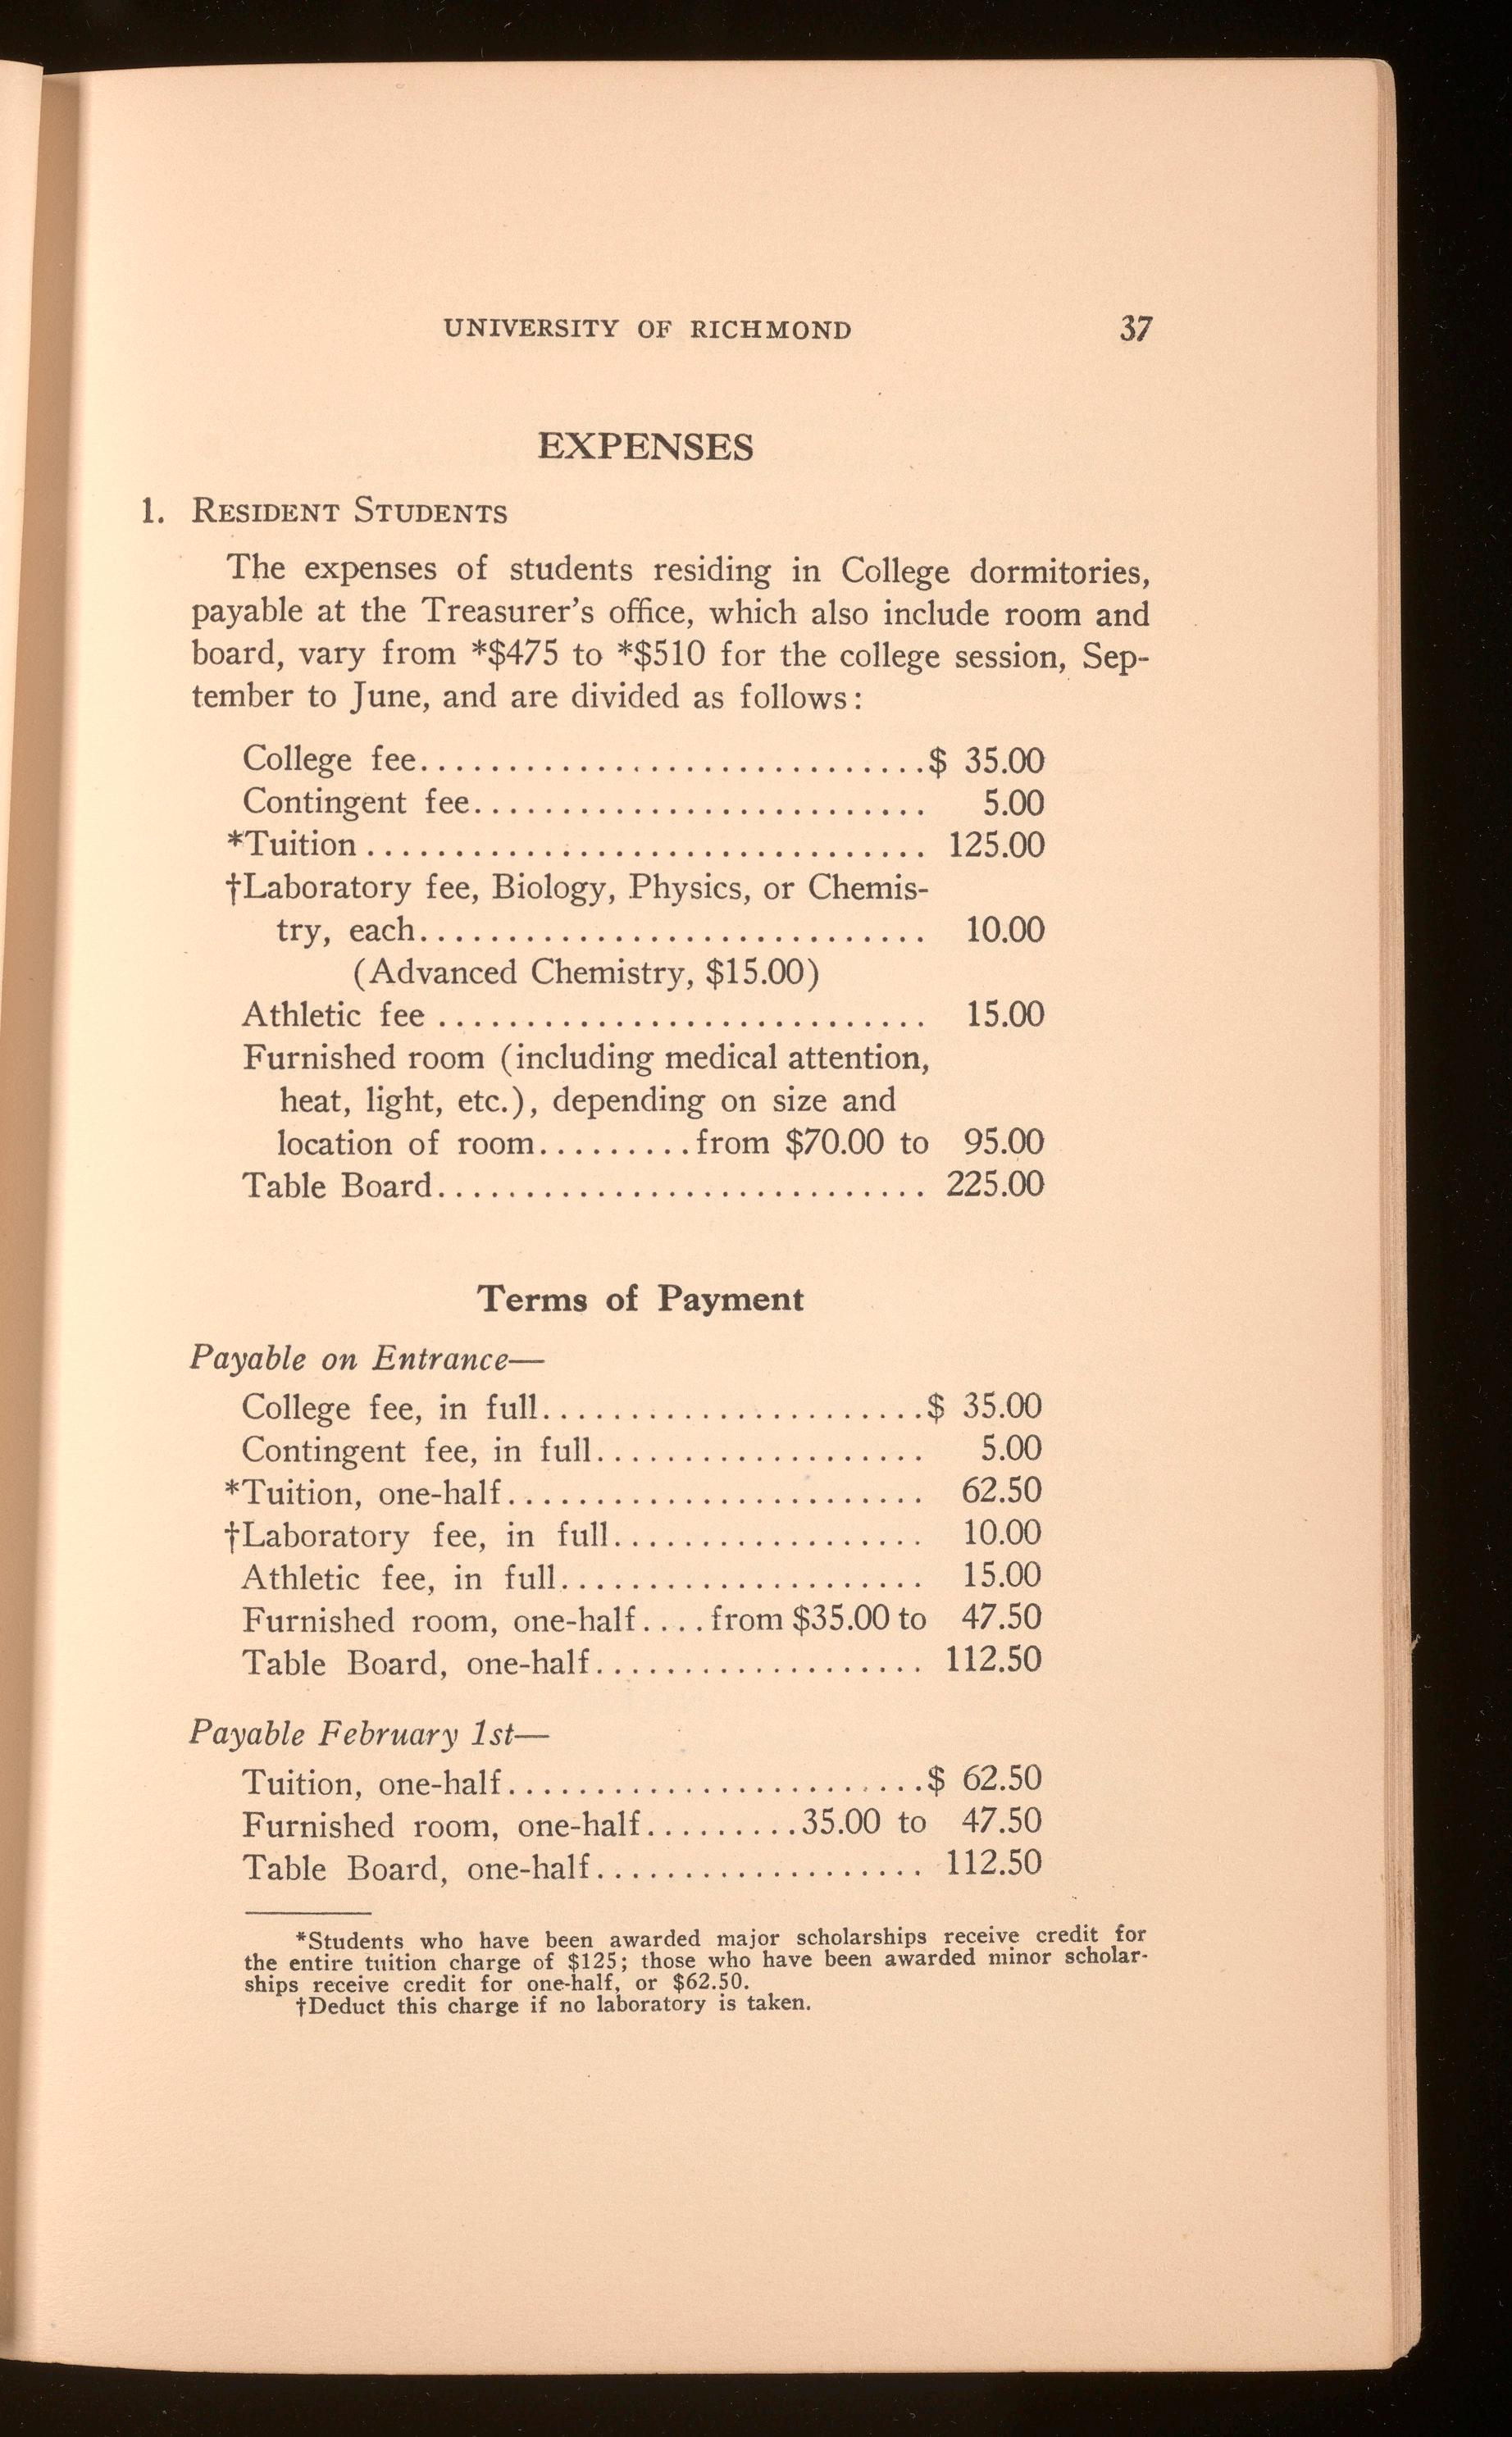 UNIVERSITY OF RICHMOND 37
EXPENSES
1. RESIDENT STUDENTS
The expenses of students residing in College dormitories,
payable at the Treasurer's office, which also include room and
board, vary from *$475 to *$510 for the college session, Sep-
tember to June, and are divided as follows:
College fee..............................$ 35.00
Contingent fee.......................... 5.00
*Tuition ................................ 125.00
†Laboratory fee, Biology, Physics, or Chemis-
try, each............................. 10.00
(Advanced Chemistry, $15.00)
Athletic fee ............................ 15.00
Furnished room (including medical attention,
heat, light, etc.), depending on size and
location of room.........from $70.00 to 95.00
Table Board............................ 225.00
Terms of Payment
Payable on Entrance—
College fee, in full......................$ 35.00
Contingent fee, in full................... 5.00
*Tuition, one-half........................ 62.50
†Laboratory fee, in full.................. 10.00
Athletic fee, in full..................... 15.00
Furnished room, one-half....from $35.00 to 47.50
Table Board, one-half................... 112.50
Payable February 1st—
Tuition, one-half........................$ 62.50
Furnished room, one-half.........35.00 to 47.50
Table Board, one-half................... 112.50
*Students who have been awarded major scholarships receive credit for
the entire tuition charge of $125; those who have been awarded minor scholar-
ships receive credit for one-half, or $62.50.
†Deduct this charge if no laboratory is taken.